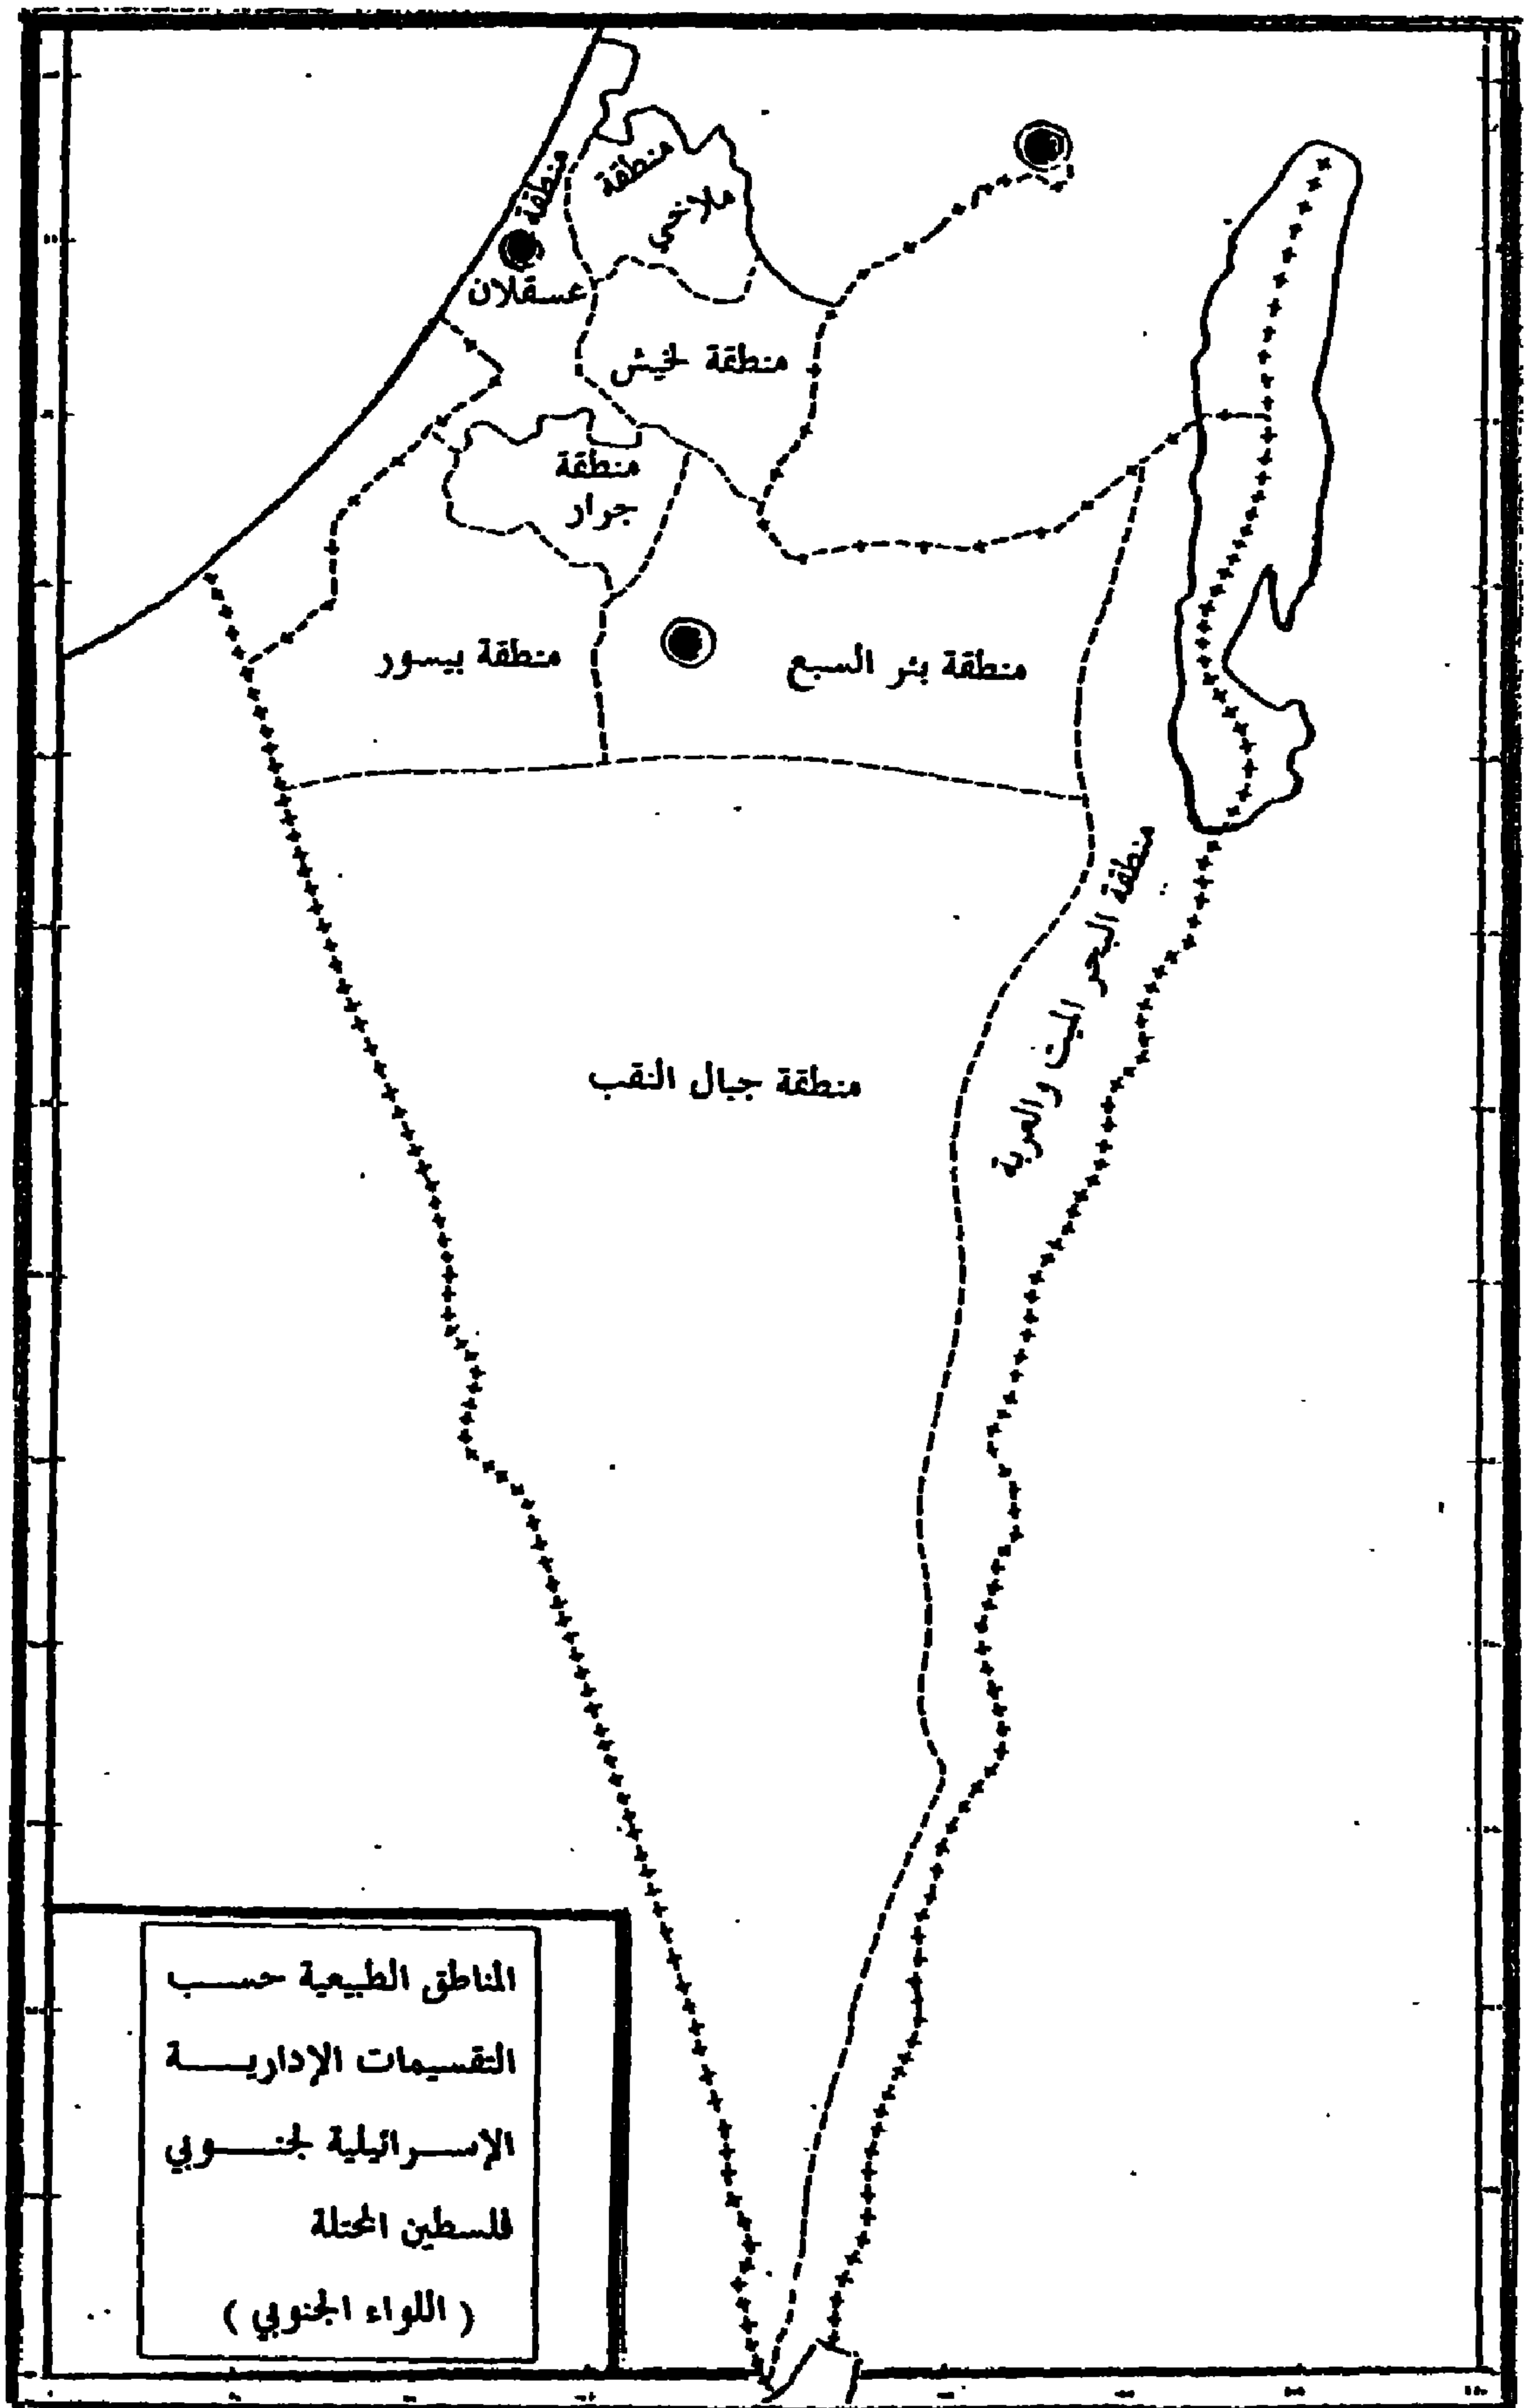 منطقة
عسقلان
منطقة
ملاخي
منطقة لخيش
منطقة
جرار
منطقة بيسور
منطقة بئر السبع
منطقة البحر الميت والعربة
منطقة جبال النقب
المناطق الطبيعية حسب
التقسيمات الإدارية
الإسرائيلية لجنوبي
فلسطين المحتلة
( اللواء الجنوبي )